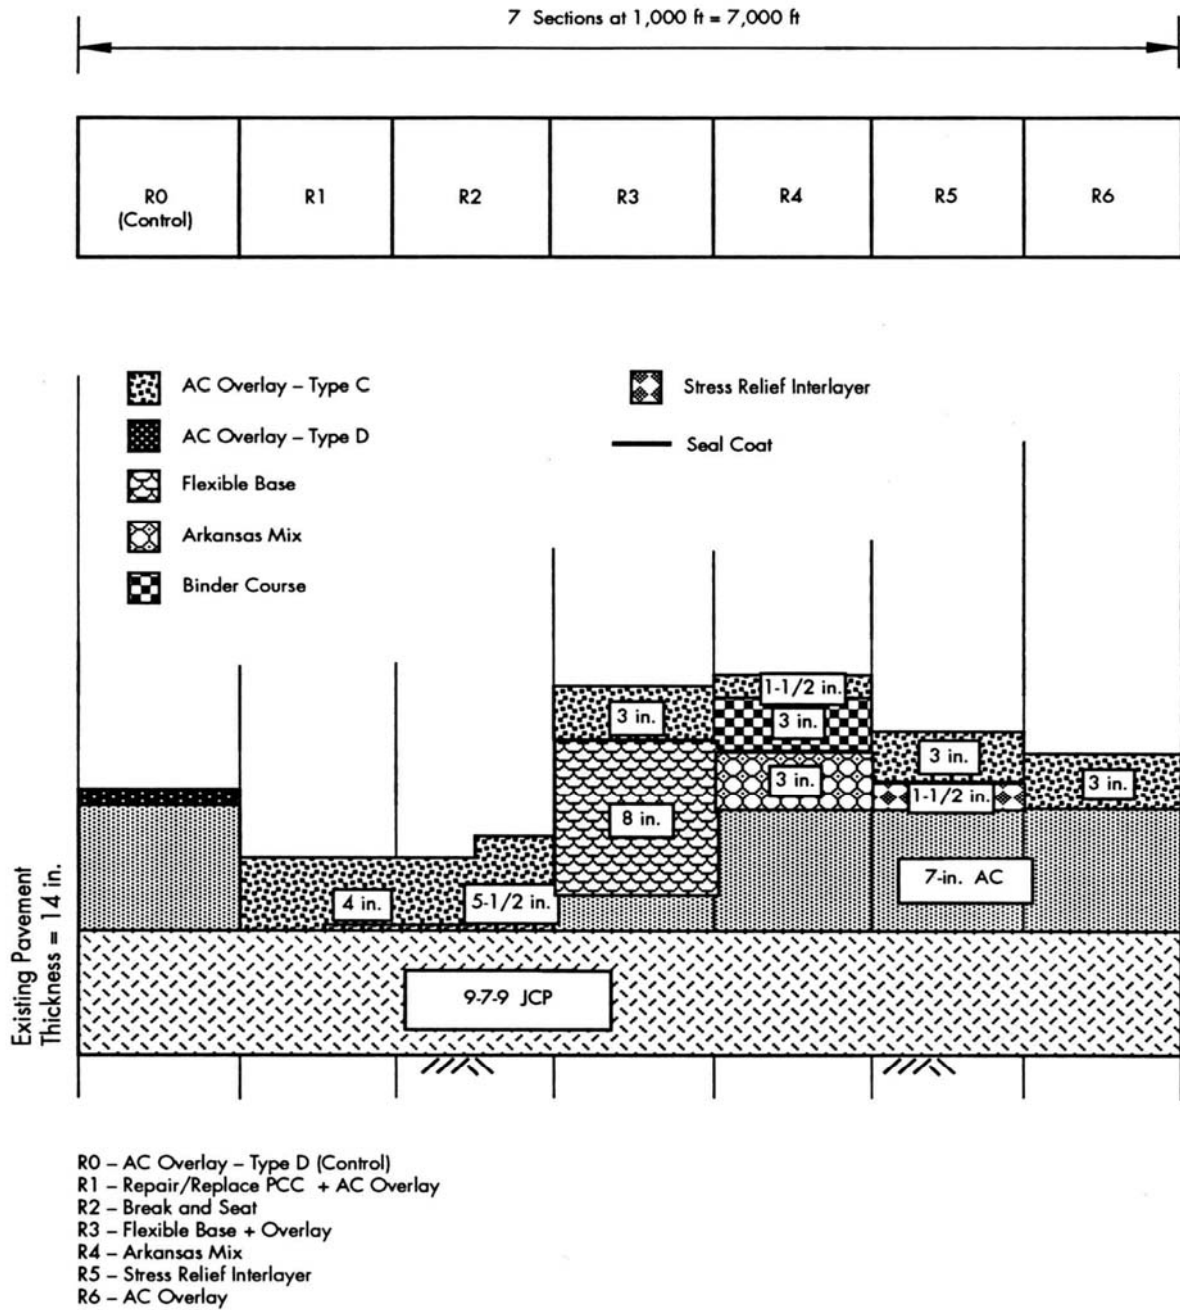 7 Sections at 1,000 ft = 7,000 ft
R0
(Control)
R1
R2
R3
R4
R5
R6
AC Overlay – Type C
AC Overlay – Type D
Flexible Base
Arkansas Mix
Binder Course
Stress Relief Interlayer
Seal Coat
1-1/2 in.
3 in.
3 in.
3 in.
3 in.
3 in.
1-1/2 in.
8 in.
7-in. AC
4 in.
5-1/2 in.
9-7-9 JCP
Existing Pavement
Thickness = 14 in.
R0 – AC Overlay – Type D (Control)
R1 – Repair/Replace PCC + AC Overlay
R2 – Break and Seat
R3 – Flexible Base + Overlay
R4 – Arkansas Mix
R5 – Stress Relief Interlayer
R6 – AC Overlay